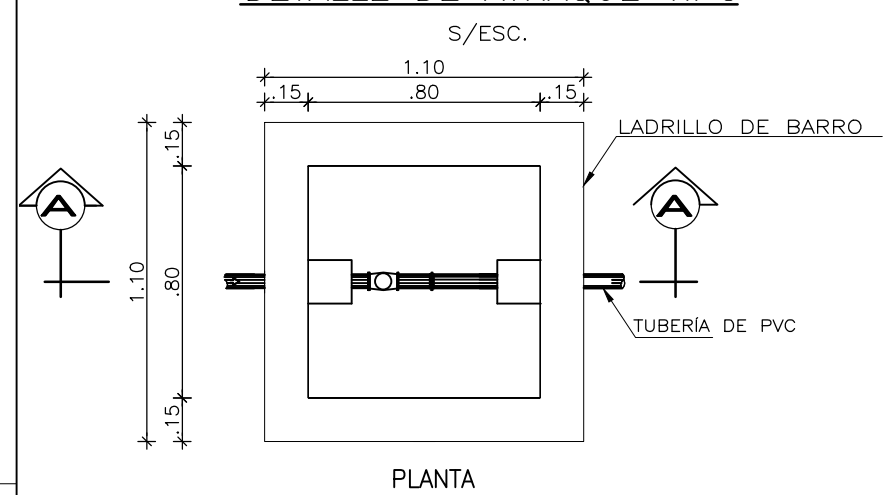 S/ESC.
1.10
.15 .80 .15
LADRILLO DE BARRO
.15
A A
1.10 .80
TUBERÍA DE PVC
.15
PLANTA